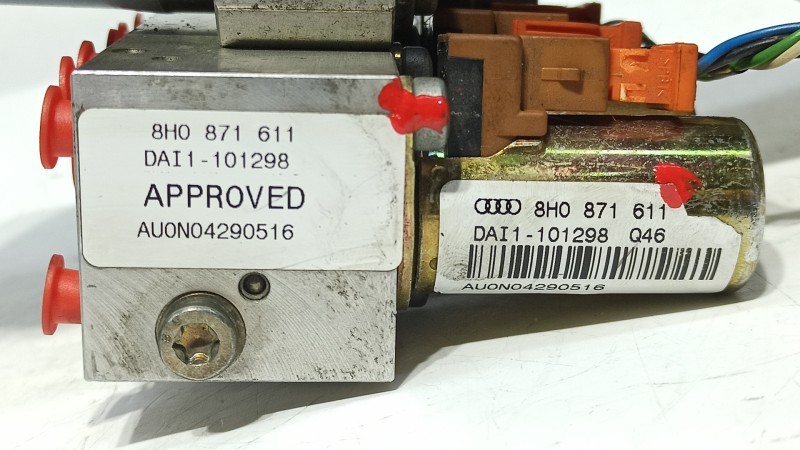 8H0 871 611
DAI1-101298
APPROVED
AU0N04290516
8H0 871 611
DAI1-101298 Q46
AU0N04290516